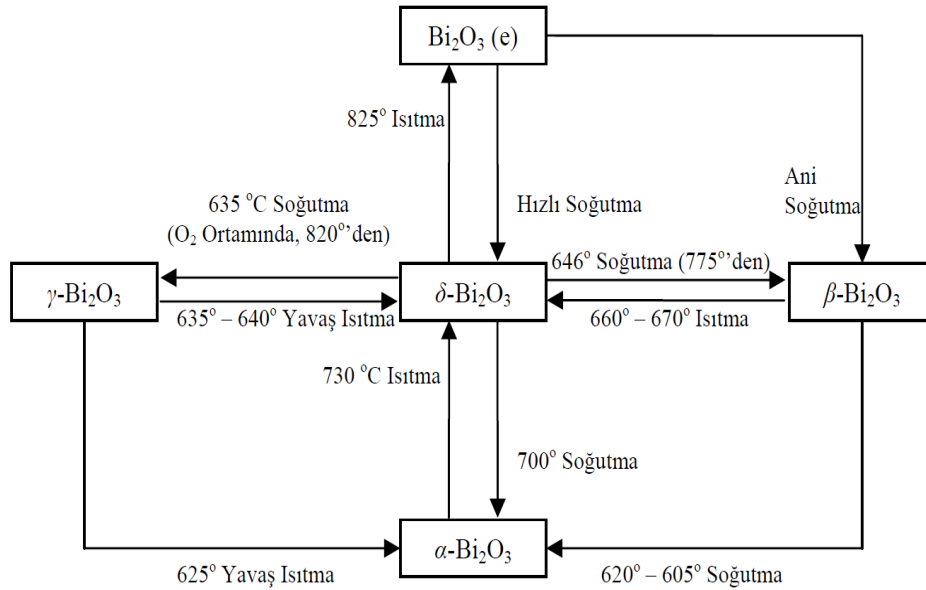 Bi₂O₃ (e)
825° Isıtma
Ani
Soğutma
635 °C Soğutma
(O₂ Ortamında, 820°’den)
Hızlı Soğutma
646° Soğutma (775°’den)
γ-Bi₂O₃
δ-Bi₂O₃
β-Bi₂O₃
635° – 640° Yavaş Isıtma
660° – 670° Isıtma
730 °C Isıtma
700° Soğutma
α-Bi₂O₃
625° Yavaş Isıtma
620° – 605° Soğutma